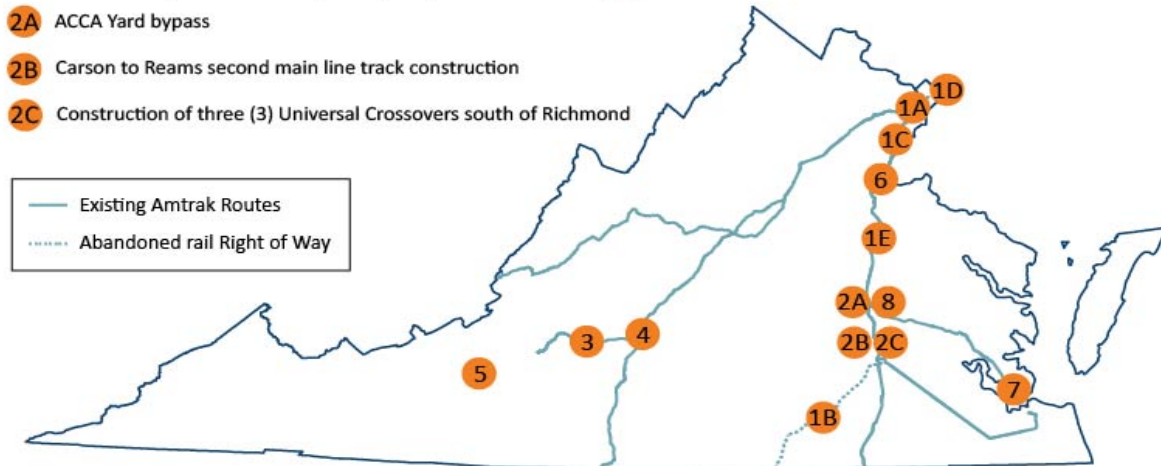 2A ACCA Yard bypass
2B Carson to Reams second main line track construction
2C Construction of three (3) Universal Crossovers south of Richmond
Existing Amtrak Routes
Abandoned rail Right of Way
1D
1A
1C
6
1E
2A 8
3 4
2B 2C
5
7
1B